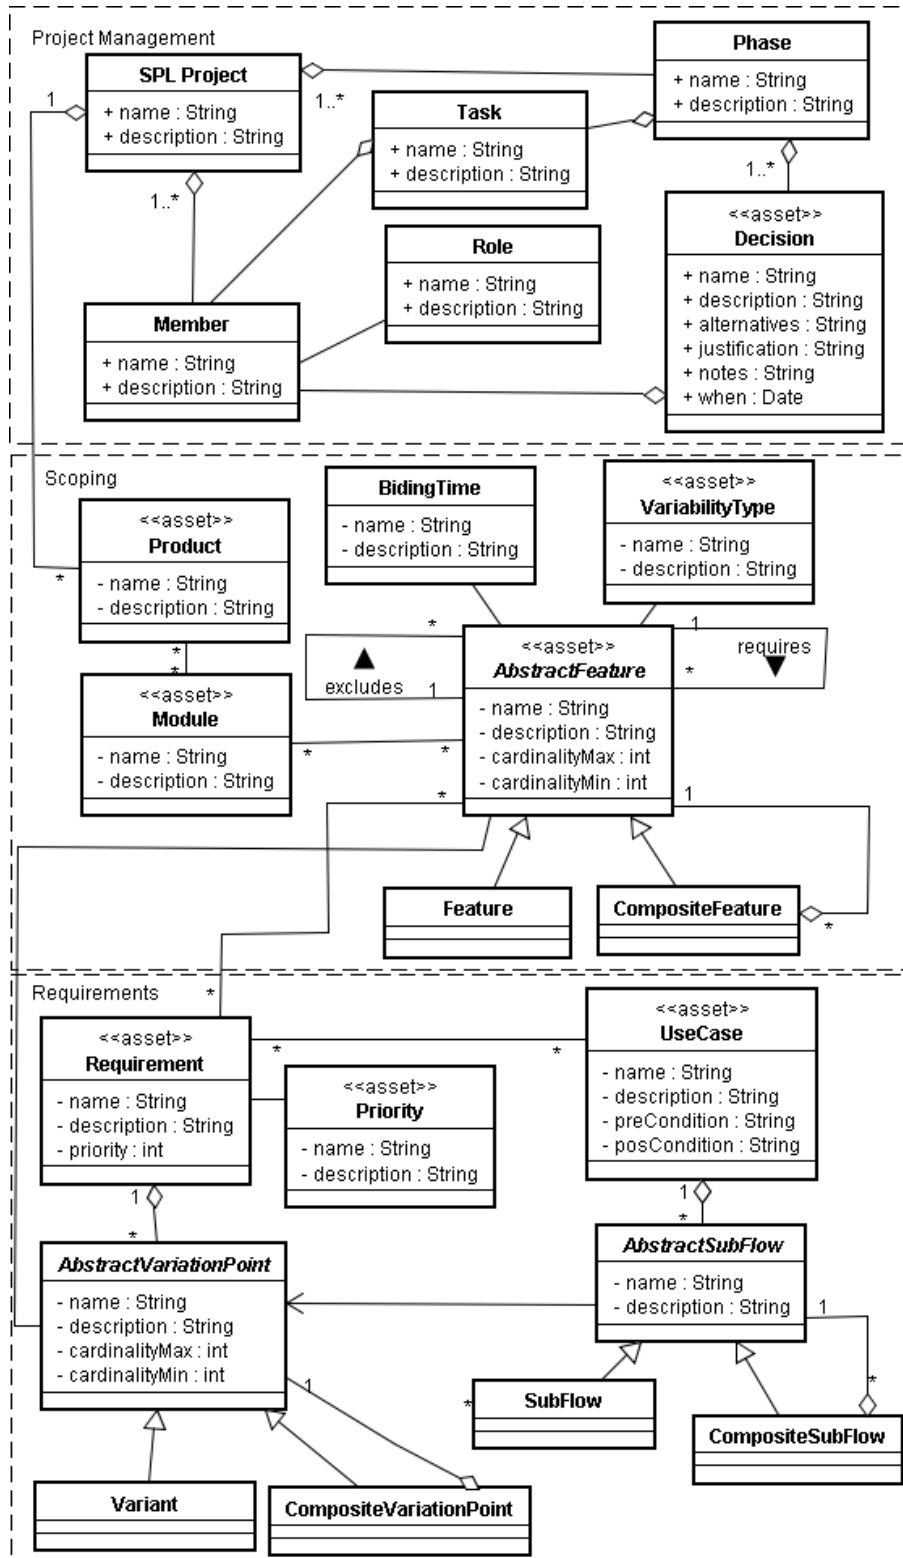 Project Management
SPL Project
+ name : String
+ description : String
1
1..*
1..*
Phase
+ name : String
+ description : String
1..*
Task
+ name : String
+ description : String
Role
+ name : String
+ description : String
<<asset>>
Decision
+ name : String
+ description : String
+ alternatives : String
+ justification : String
+ notes : String
+ when : Date
Member
+ name : String
+ description : String
Scoping
<<asset>>
Product
- name : String
- description : String
*
*
*
BidingTime
- name : String
- description : String
<<asset>>
VariabilityType
- name : String
- description : String
<<asset>>
Module
- name : String
- description : String
*
*
excludes
*
1
<<asset>>
AbstractFeature
- name : String
- description : String
- cardinalityMax : int
- cardinalityMin : int
1
requires
*
*
1
*
Feature
CompositeFeature
Requirements
*
<<asset>>
Requirement
- name : String
- description : String
- priority : int
*
*
<<asset>>
UseCase
- name : String
- description : String
- preCondition : String
- posCondition : String
<<asset>>
Priority
- name : String
- description : String
1
*
1
*
AbstractVariationPoint
- name : String
- description : String
- cardinalityMax : int
- cardinalityMin : int
AbstractSubFlow
- name : String
- description : String
1
*
1
*
SubFlow
CompositeSubFlow
Variant
CompositeVariationPoint